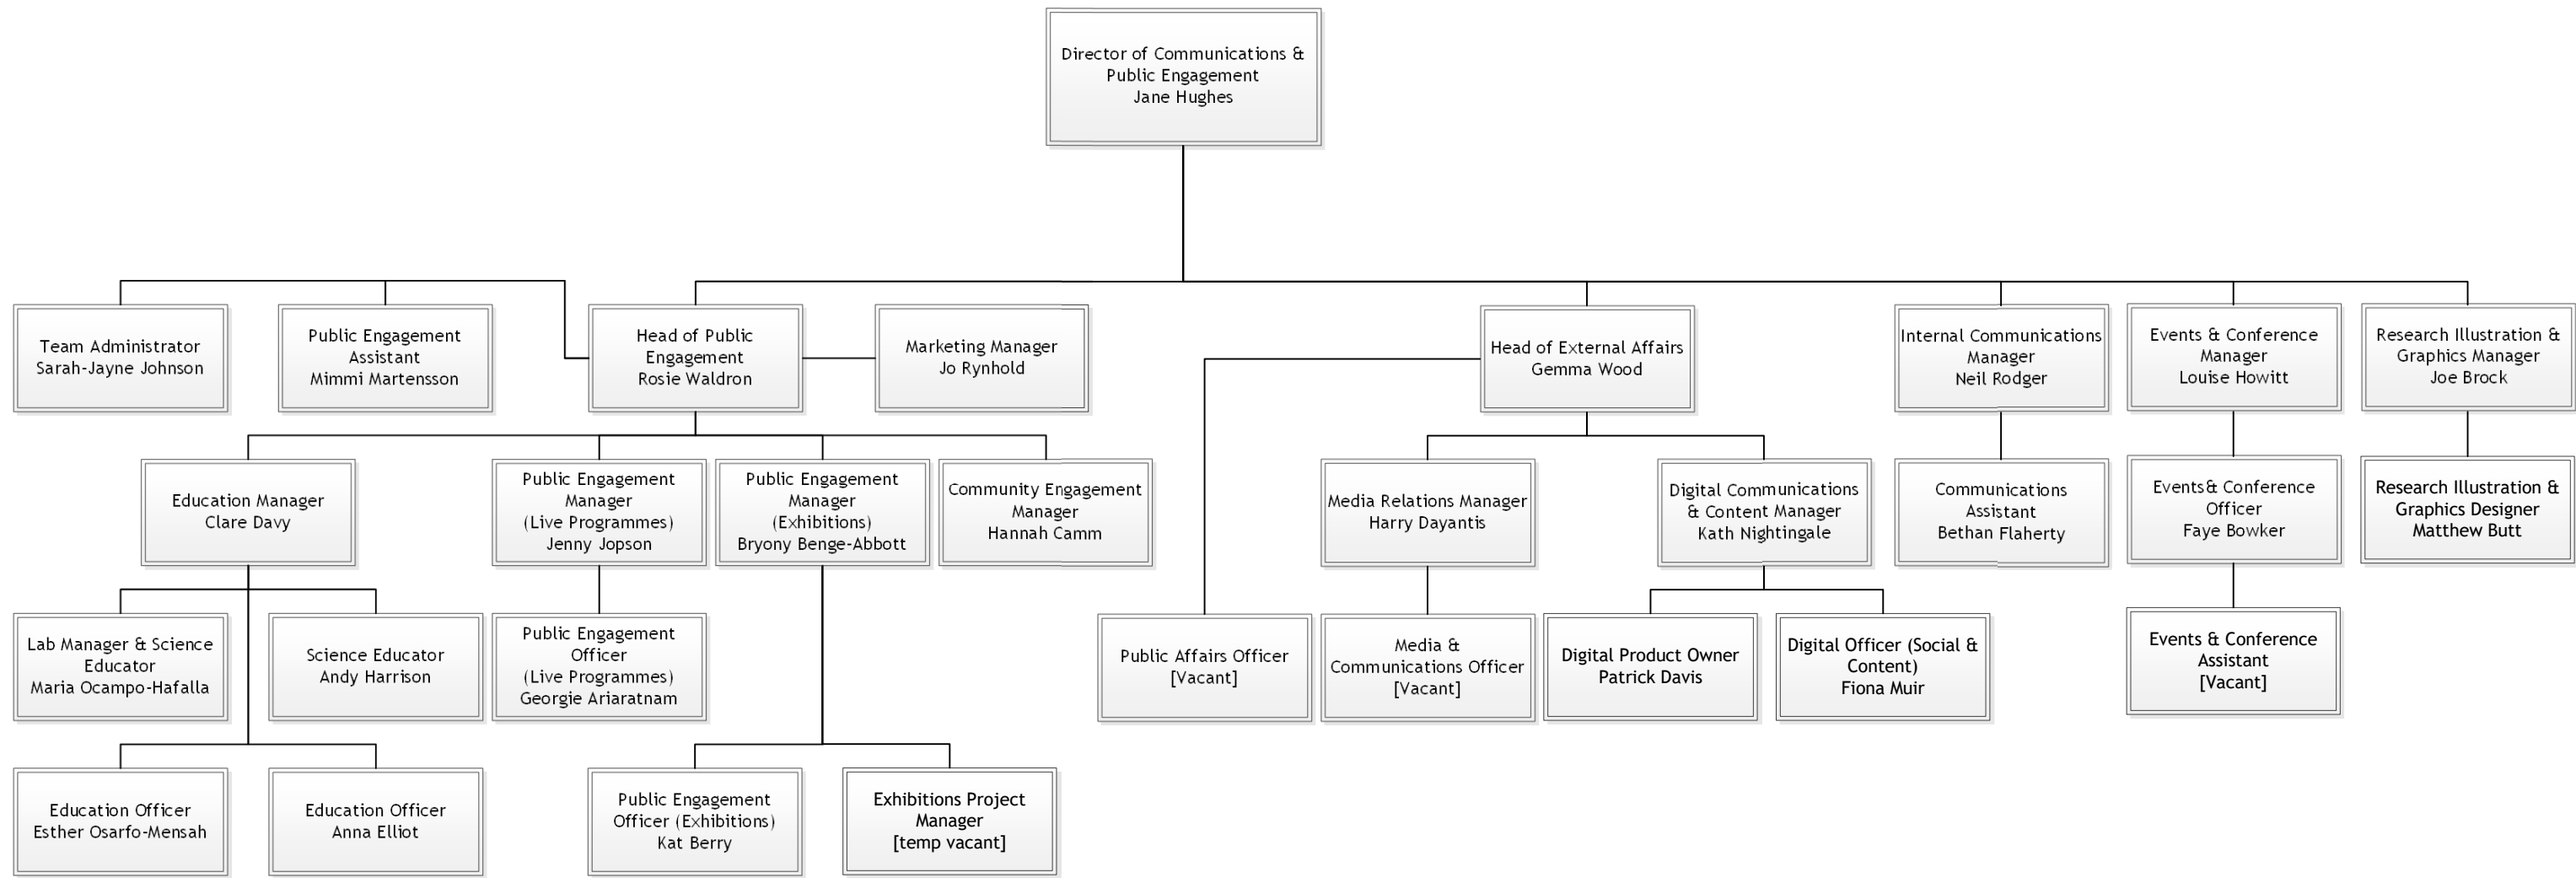 Director of Communications &
Public Engagement
Jane Hughes
Team Administrator
Sarah-Jayne Johnson
Public Engagement
Assistant
Mimmi Martensson
Head of Public
Engagement
Rosie Waldron
Marketing Manager
Jo Rynhold
Head of External Affairs
Gemma Wood
Internal Communications
Manager
Neil Rodger
Events & Conference
Manager
Louise Howitt
Research Illustration &
Graphics Manager
Joe Brock
Education Manager
Clare Davy
Public Engagement
Manager
(Live Programmes)
Jenny Jopson
Public Engagement
Manager
(Exhibitions)
Bryony Benge-Abbott
Community Engagement
Manager
Hannah Camm
Media Relations Manager
Harry Dayantis
Digital Communications
& Content Manager
Kath Nightingale
Communications
Assistant
Bethan Flaherty
Events& Conference
Officer
Faye Bowker
Research Illustration &
Graphics Designer
Matthew Butt
Lab Manager & Science
Educator
Maria Ocampo-Hafalla
Science Educator
Andy Harrison
Public Engagement
Officer
(Live Programmes)
Georgie Ariaratnam
Public Affairs Officer
[Vacant]
Media &
Communications Officer
[Vacant]
Digital Product Owner
Patrick Davis
Digital Officer (Social &
Content)
Fiona Muir
Events & Conference
Assistant
[Vacant]
Education Officer
Esther Osarfo-Mensah
Education Officer
Anna Elliot
Public Engagement
Officer (Exhibitions)
Kat Berry
Exhibitions Project
Manager
[temp vacant]